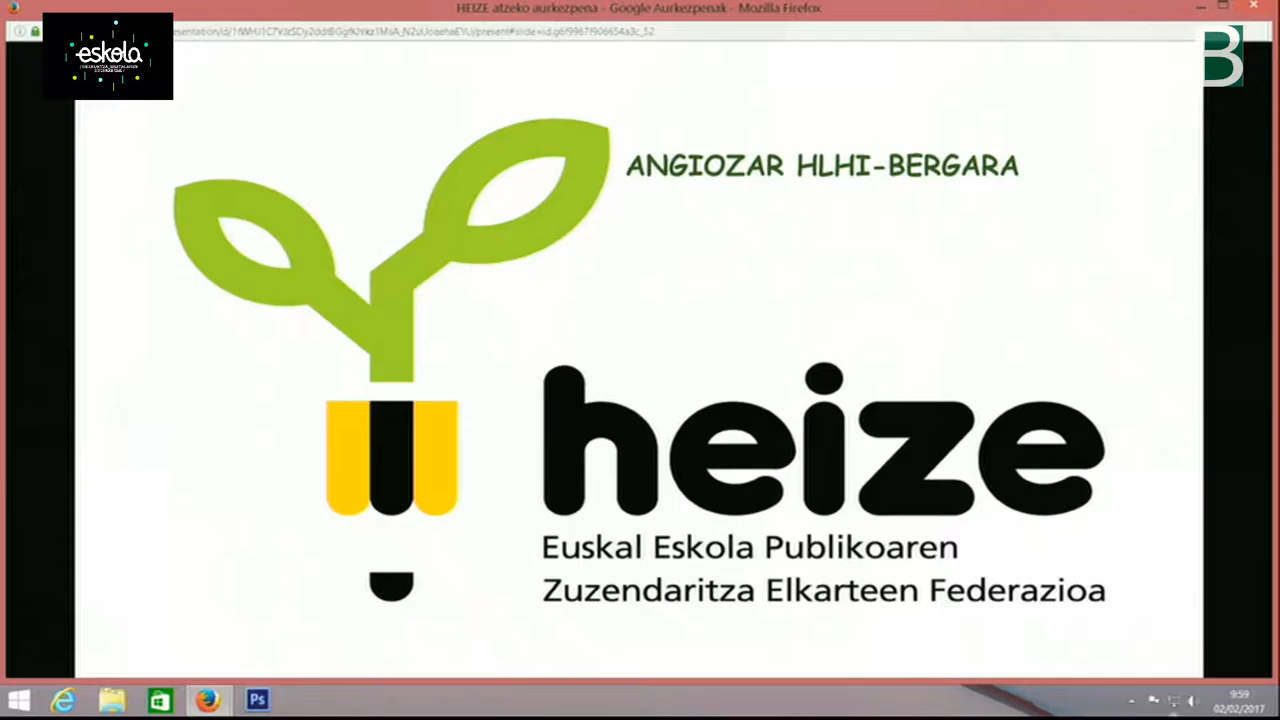 HEIZE atzeko aurkezpena - Google Aurkezpenak - Mozilla Firefox
eskola
B
ANGIOZAR HLHI-BERGARA
heize
Euskal Eskola Publikoaren
Zuzendaritza Elkarteen Federazioa
Ps
9:59
02/02/2017